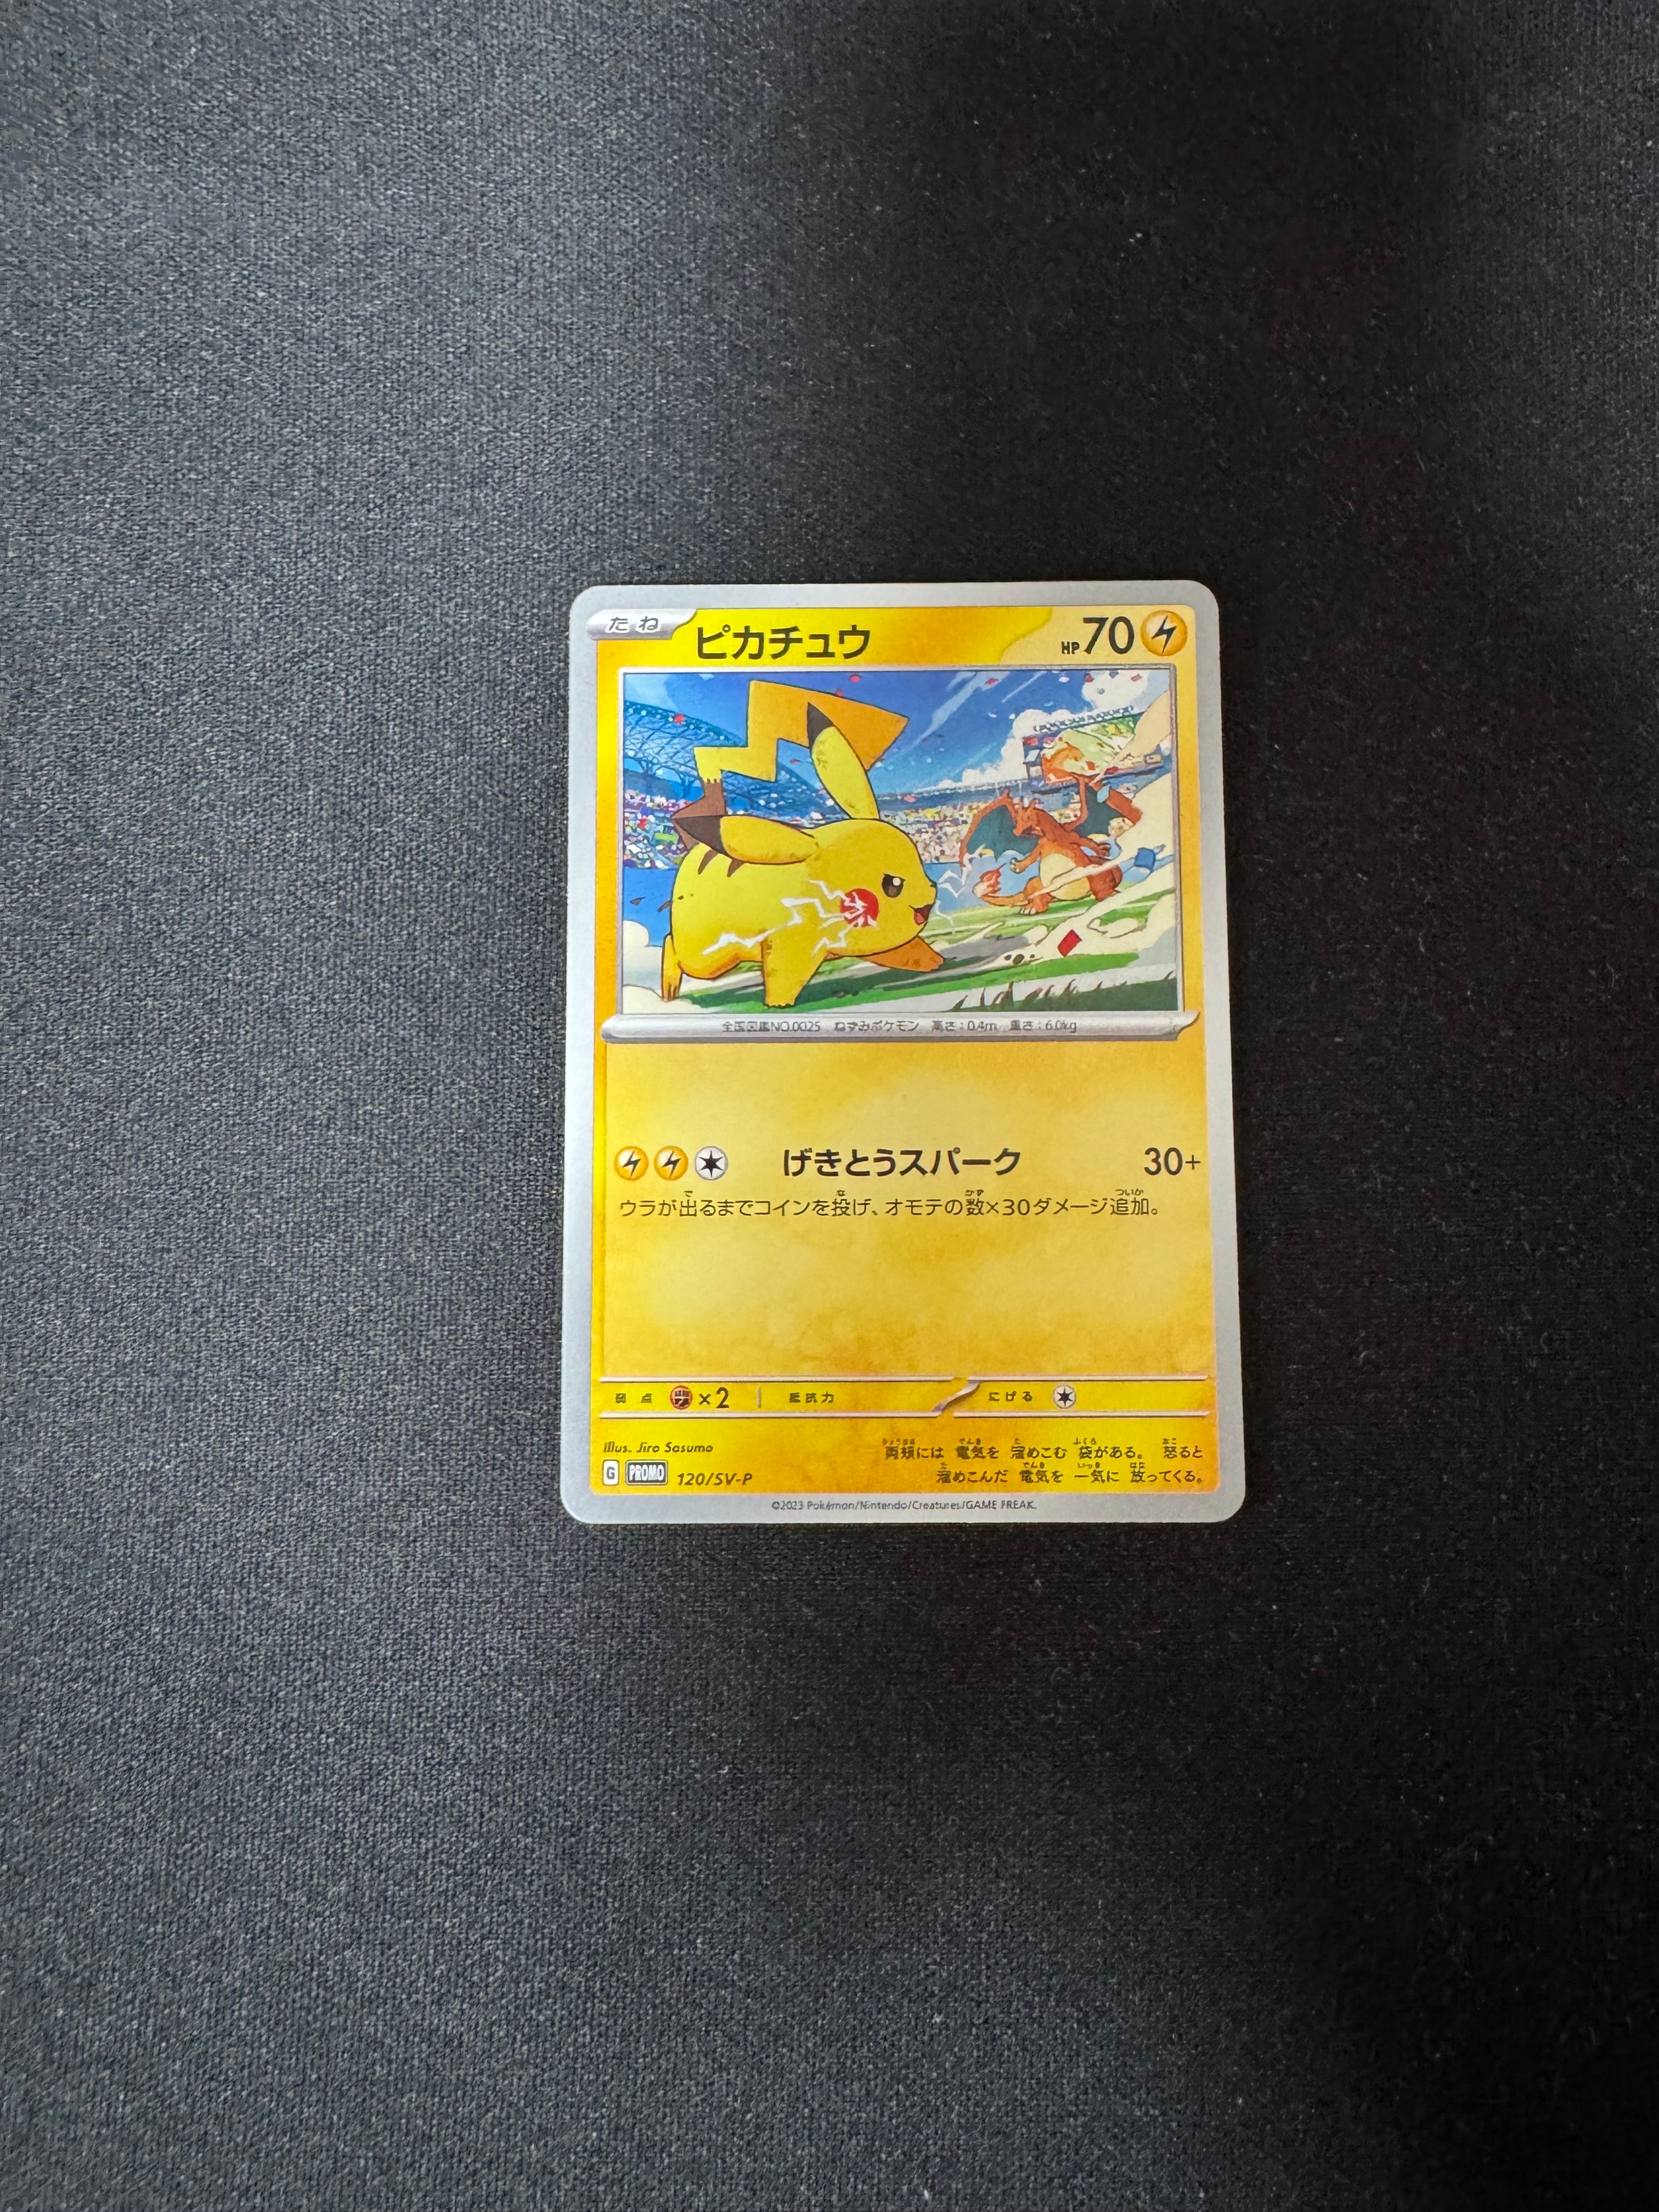 たね ピカチュウ HP70
全国図鑑NO.0025 ねずみポケモン 高さ:0.4m 重さ:6.0kg
げきとうスパーク 30+
ウラが出るまでコインを投げ、オモテの数×30ダメージ追加。
弱点 ×2 抵抗力 にげる
Illus. Jiro Sasumo
両頬には 電気を 溜めこむ 袋がある。 怒ると
溜めこんだ 電気を 一気に 放ってくる。
G PROMO 120/SV-P
©2023 Pokémon/Nintendo/Creatures/GAME FREAK.